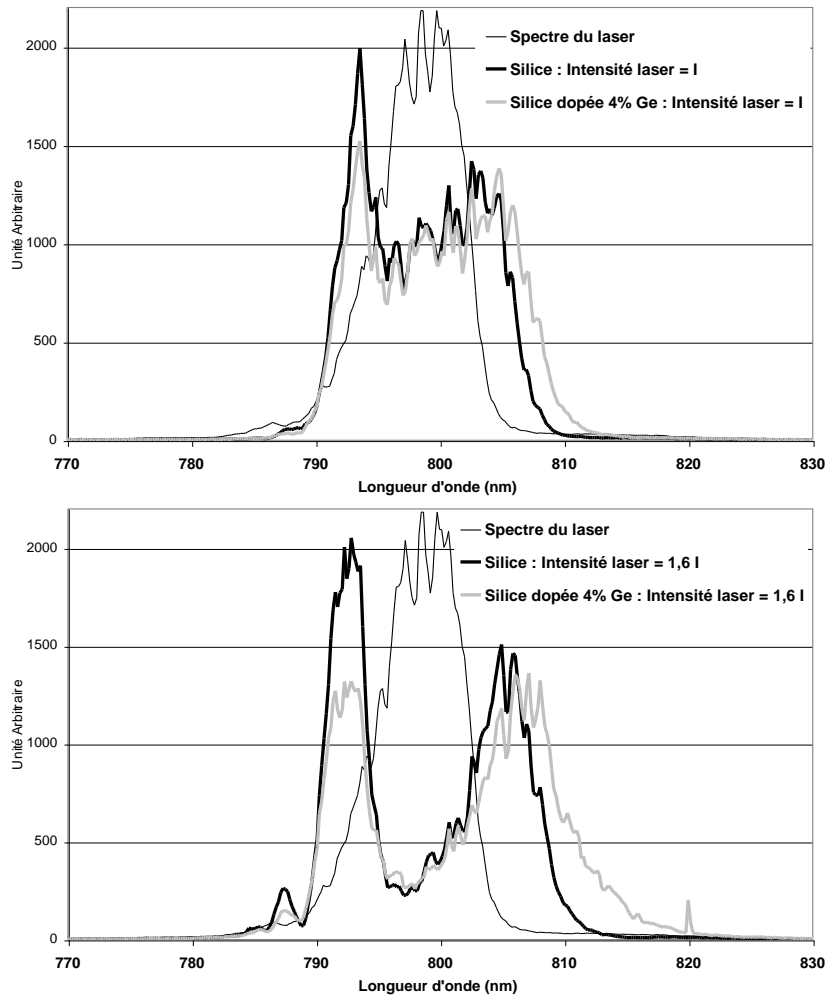 Spectre du laser
Silice : Intensité laser = I
Silice dopée 4% Ge : Intensité laser = I
Unité Arbitraire
2000
1500
1000
500
0
770 780 790 800 810 820 830
Longueur d'onde (nm)
Spectre du laser
Silice : Intensité laser = 1,6 I
Silice dopée 4% Ge : Intensité laser = 1,6 I
Unité Arbitraire
2000
1500
1000
500
0
770 780 790 800 810 820 830
Longueur d'onde (nm)